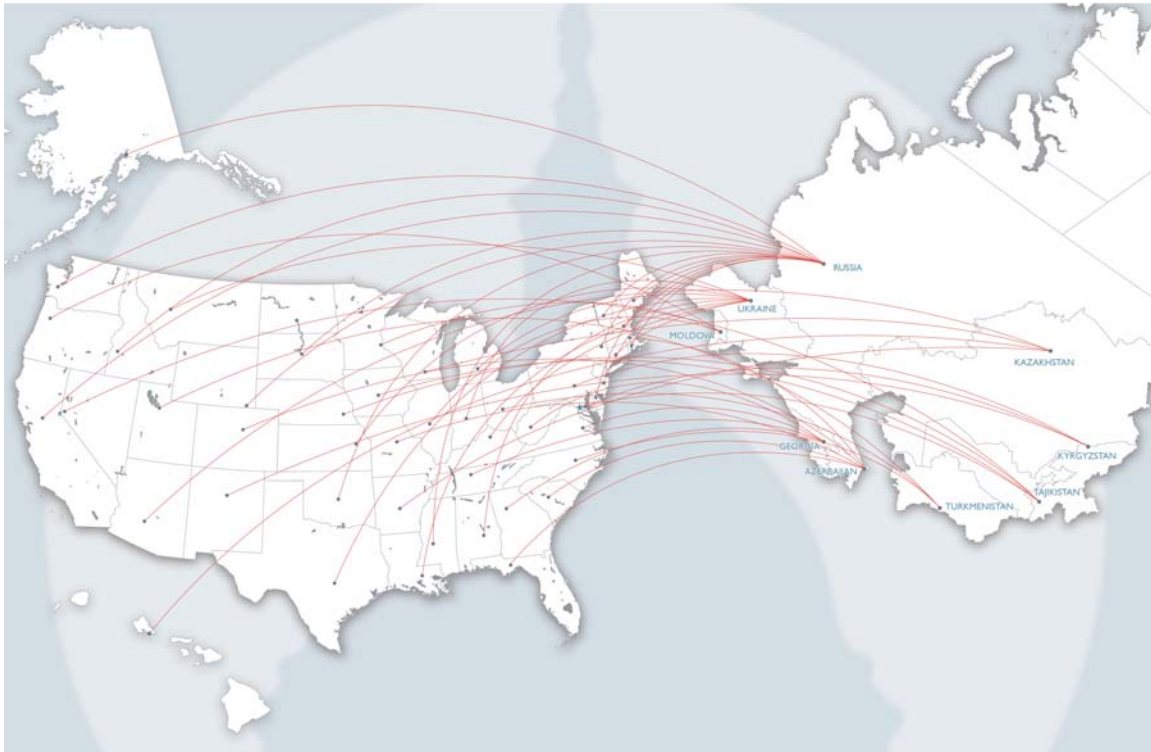 RUSSIA
UKRAINE
MOLDOVA
KAZAKHSTAN
GEORGIA
KYRGYZSTAN
AZERBAIJAN
TAJIKISTAN
TURKMENISTAN